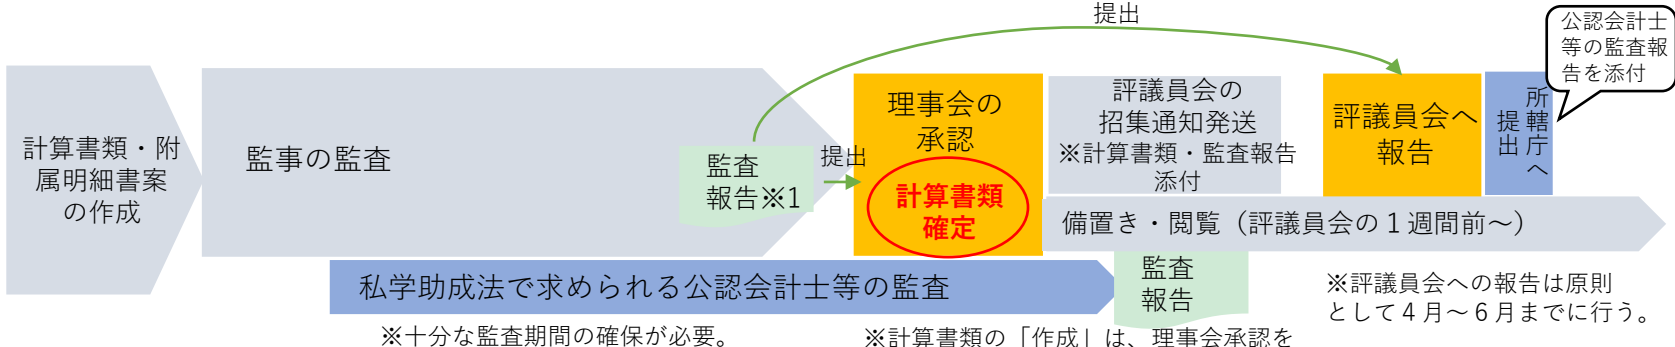 提出
公認会計士
等の監査報
告を添付
計算書類・附
属明細書案
の作成
監事の監査
監査
報告※1
提出
理事会の
承認
計算書類
確定
評議員会の
招集通知発送
※計算書類・監査報告
添付
評議員会へ
報告
所轄庁へ
提出
備置き・閲覧（評議員会の１週間前～）
私学助成法で求められる公認会計士等の監査
監査
報告
※評議員会への報告は原則
として４月～６月までに行う。
※十分な監査期間の確保が必要。
※計算書類の「作成」は、理事会承認を